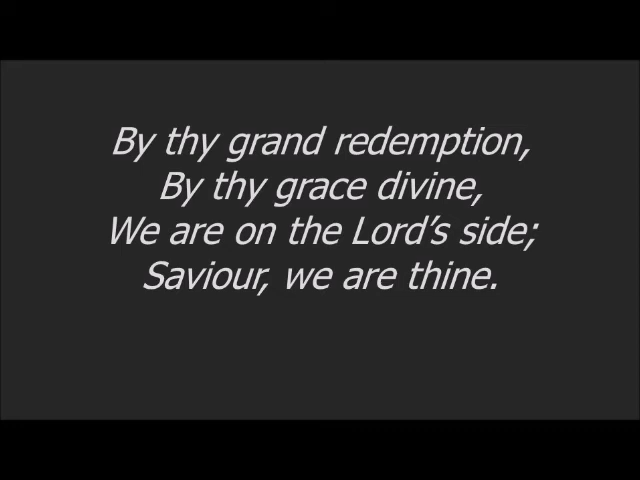 By thy grand redemption,
By thy grace divine,
We are on the Lord’s side;
Saviour, we are thine.